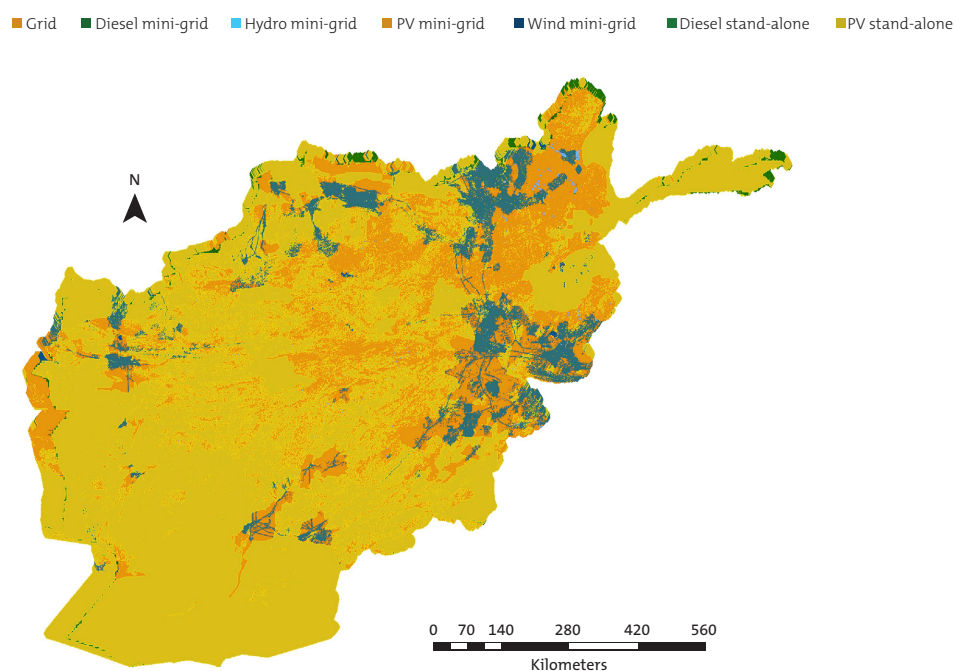 Grid Diesel mini-grid Hydro mini-grid PV mini-grid Wind mini-grid Diesel stand-alone PV stand-alone
N
0 70 140 280 420 560
Kilometers